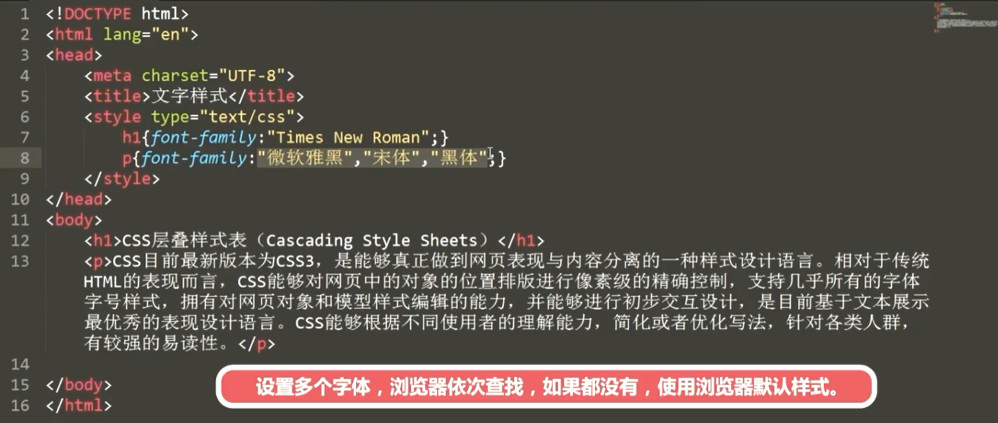 1 <!DOCTYPE html>
2 <html lang="en">
3 <head>
4 <meta charset="UTF-8">
5 <title>文字样式</title>
6 <style type="text/css">
7 h1{font-family:"Times New Roman";}
8 p{font-family:"微软雅黑","宋体","黑体";}
9 </style>
10 </head>
11 <body>
12 <h1>CSS层叠样式表（Cascading Style Sheets）</h1>
13 <p>CSS目前最新版本为CSS3，是能够真正做到网页表现与内容分离的一种样式设计语言。相对于传统
HTML的表现而言，CSS能够对网页中的对象的位置排版进行像素级的精确控制，支持几乎所有的字体
字号样式，拥有对网页对象和模型样式编辑的能力，并能够进行初步交互设计，是目前基于文本展示
最优秀的表现设计语言。CSS能够根据不同使用者的理解能力，简化或者优化写法，针对各类人群，
有较强的易读性。</p>
14
15 </body>
16 </html>
设置多个字体，浏览器依次查找，如果都没有，使用浏览器默认样式。